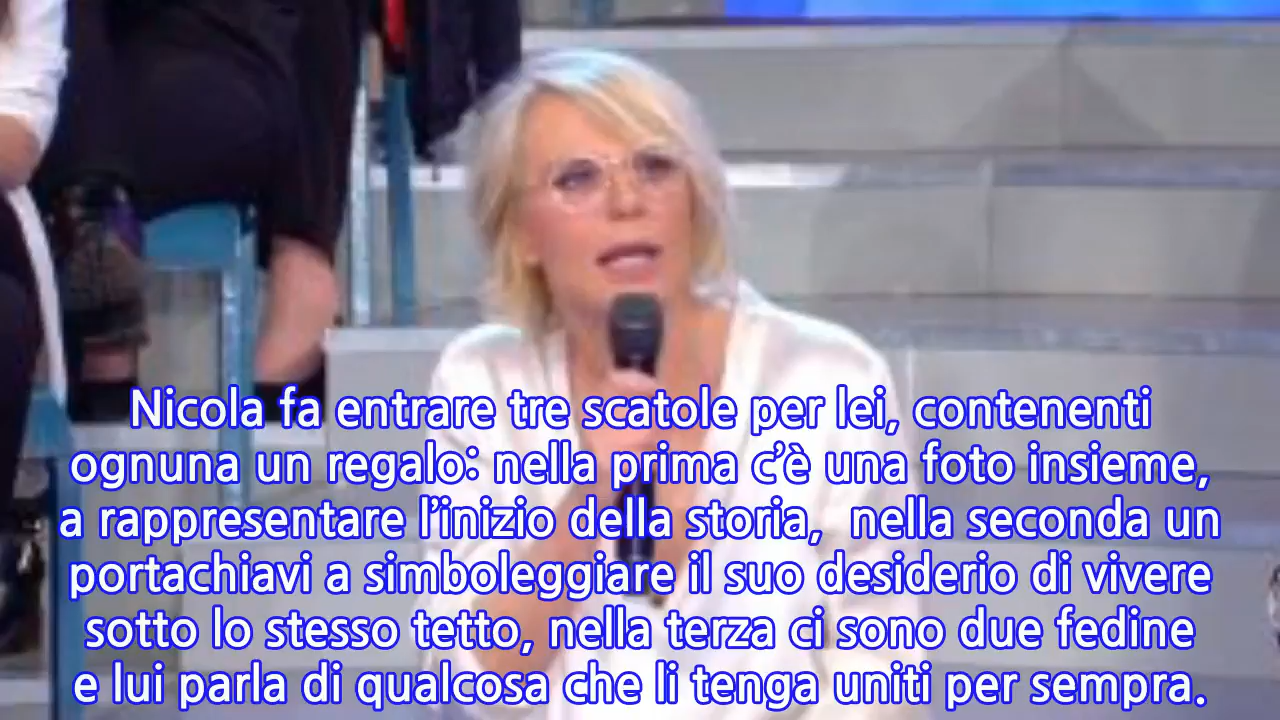 Nicola fa entrare tre scatole per lei, contenenti
ognuna un regalo: nella prima c’è una foto insieme,
a rappresentare l’inizio della storia,  nella seconda un
portachiavi a simboleggiare il suo desiderio di vivere
sotto lo stesso tetto, nella terza ci sono due fedine
e lui parla di qualcosa che li tenga uniti per sempre.